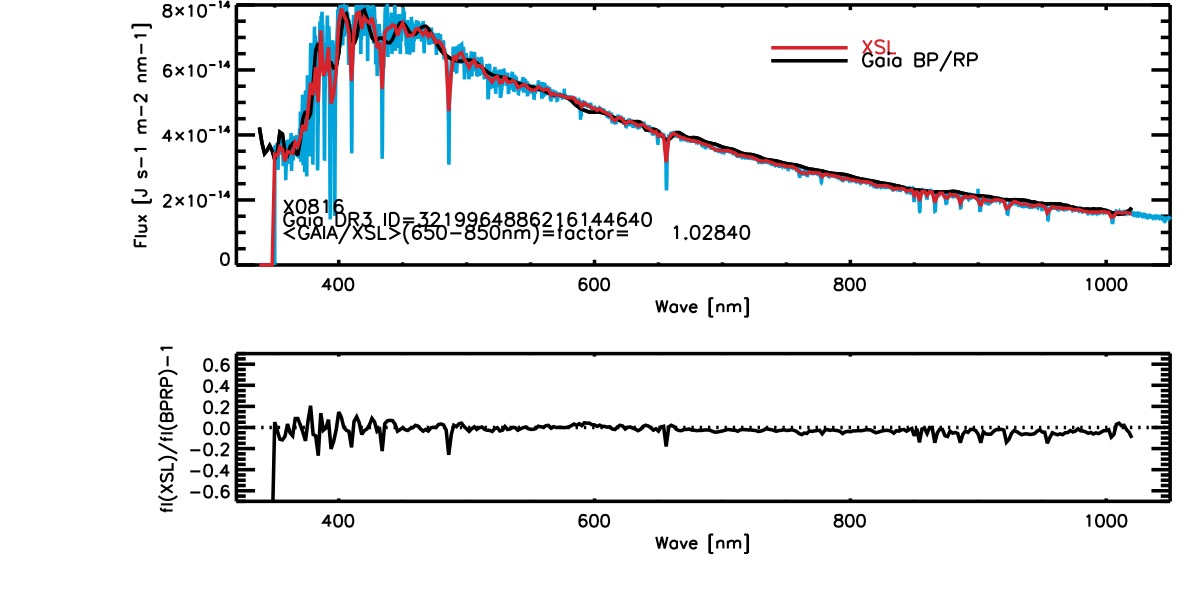 8×10−14
6×10−14
4×10−14
2×10−14
0
Flux [J s−1 m−2 nm−1]
XSL
Gaia BP/RP
X0816
Gaia DR3 ID=3219964886216144640
<GAIA/XSL>(650−850nm)=factor= 1.02840
400 600 800 1000
Wave [nm]
0.6
0.4
0.2
0.0
−0.2
−0.4
−0.6
fl(XSL)/fl(BPRP)−1
400 600 800 1000
Wave [nm]